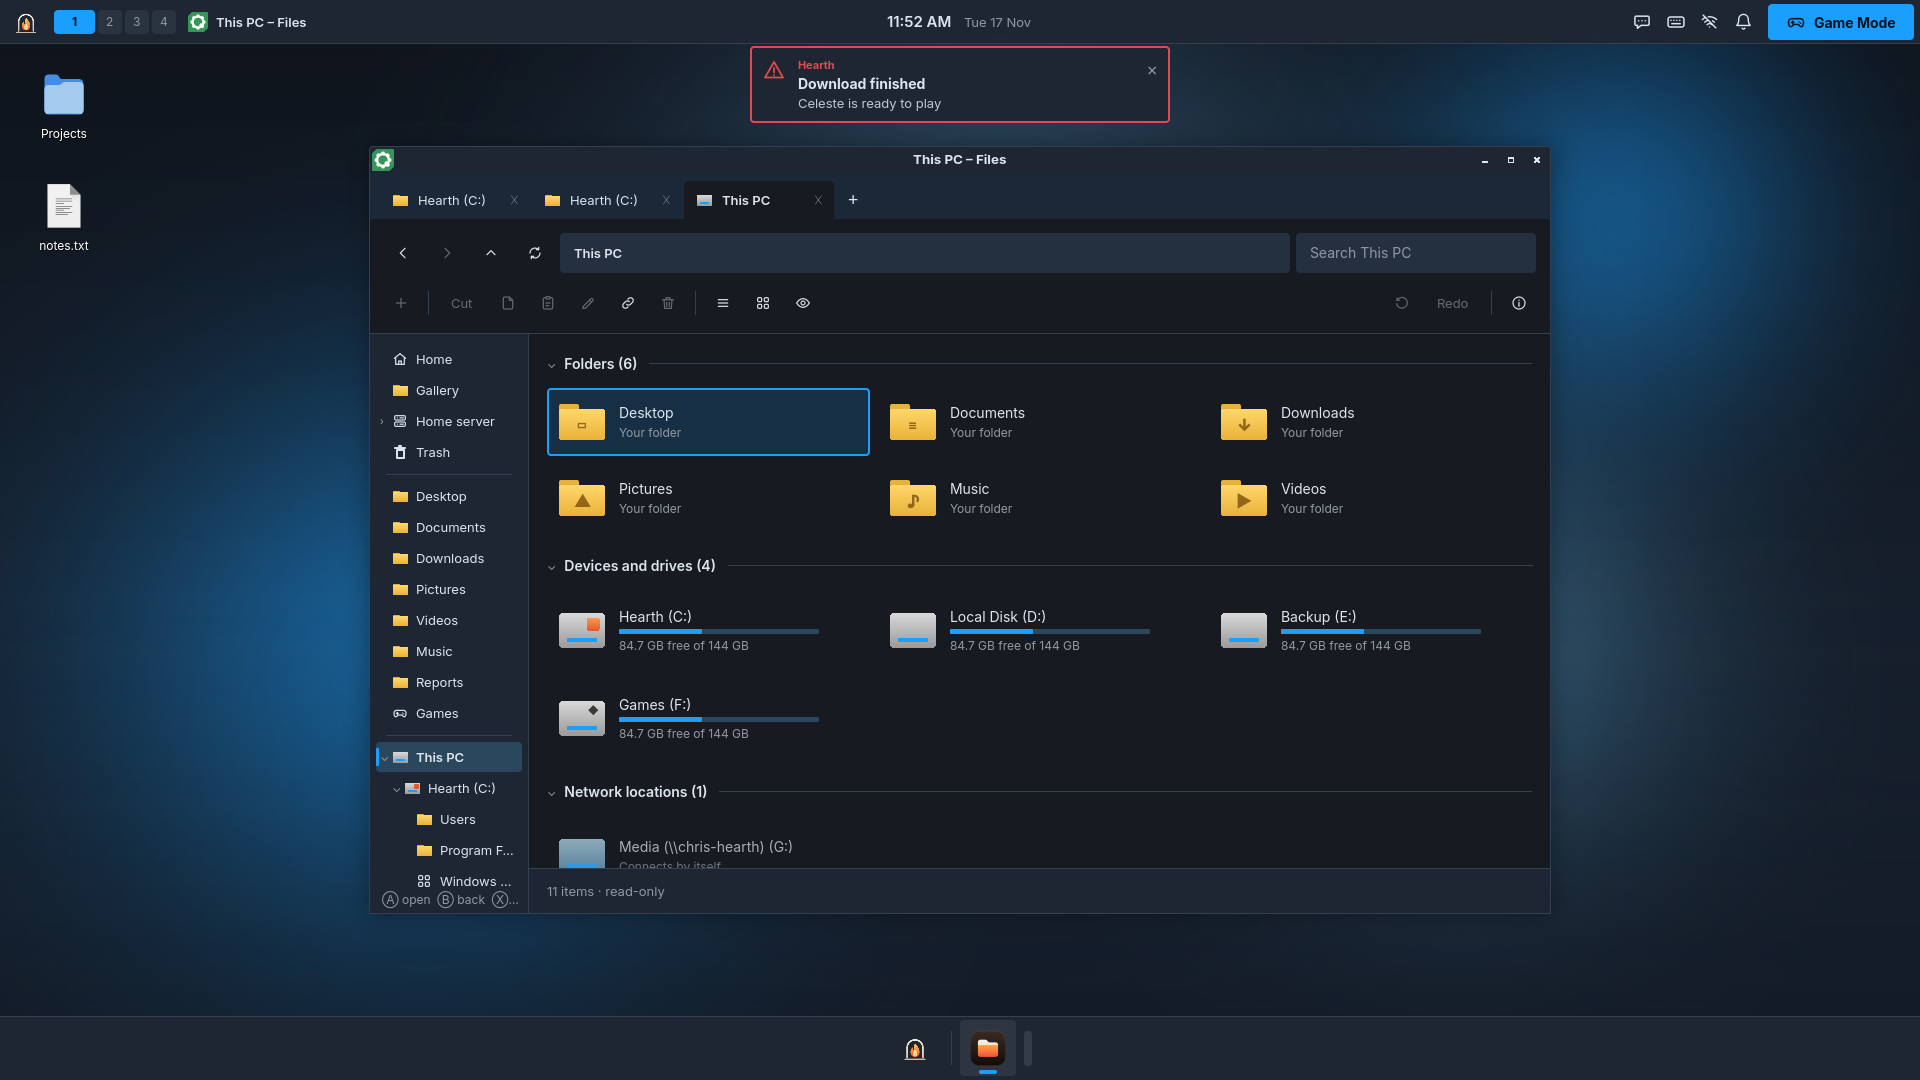 1 2 3 4 This PC – Files 11:52 AM Tue 17 Nov Game Mode
Hearth
Download finished
Celeste is ready to play
Projects
notes.txt
This PC – Files
Hearth (C:) Hearth (C:) This PC
This PC Search This PC
Cut Redo
Home
Gallery
Home server
Trash
Desktop
Documents
Downloads
Pictures
Videos
Music
Reports
Games
This PC
Hearth (C:)
Users
Program F...
Windows ...
A open B back X...
Folders (6)
Desktop
Your folder
Documents
Your folder
Downloads
Your folder
Pictures
Your folder
Music
Your folder
Videos
Your folder
Devices and drives (4)
Hearth (C:)
84.7 GB free of 144 GB
Local Disk (D:)
84.7 GB free of 144 GB
Backup (E:)
84.7 GB free of 144 GB
Games (F:)
84.7 GB free of 144 GB
Network locations (1)
Media (\\chris-hearth) (G:)
Connects by itself
11 items · read-only